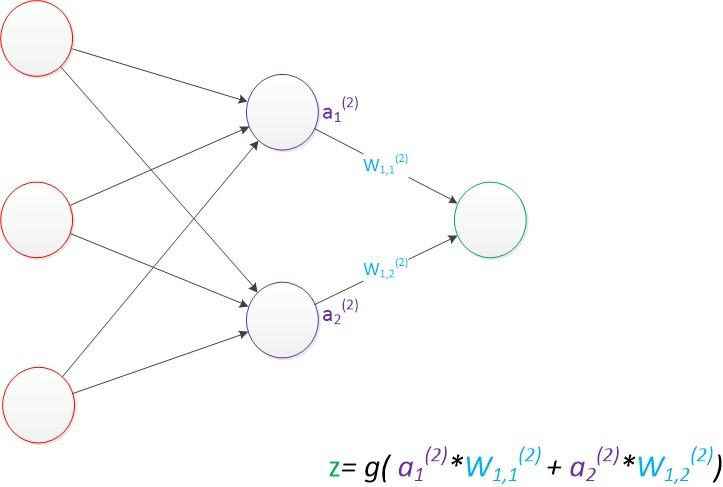 a₁⁽²⁾
W₁,₁⁽²⁾
W₁,₂⁽²⁾
a₂⁽²⁾
z= g( a₁⁽²⁾*W₁,₁⁽²⁾ + a₂⁽²⁾*W₁,₂⁽²⁾)